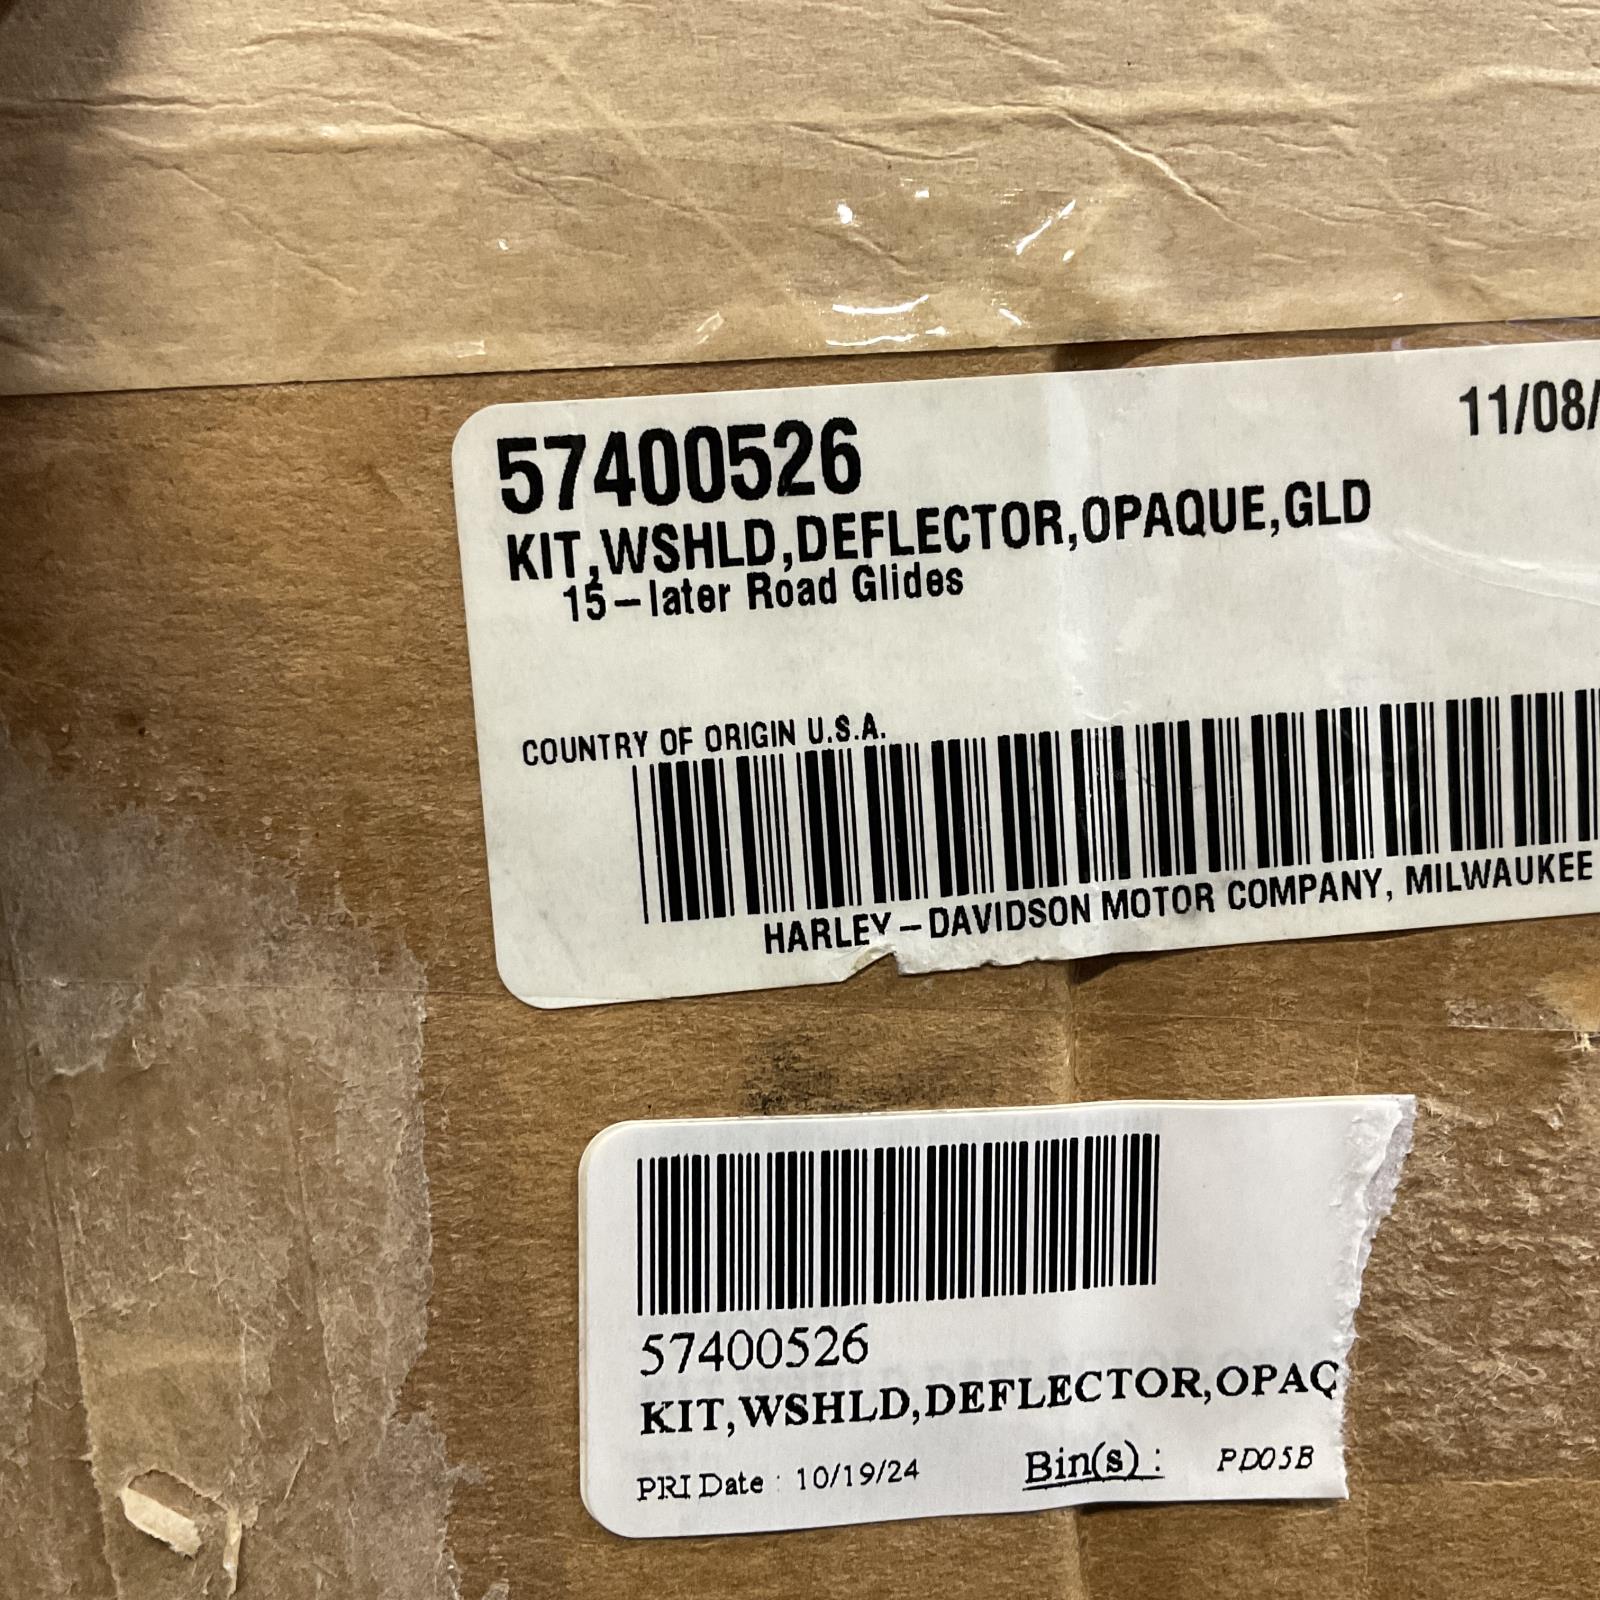 57400526
11/08/
KIT,WSHLD,DEFLECTOR,OPAQUE,GLD
15-later Road Glides
COUNTRY OF ORIGIN U.S.A.
HARLEY-DAVIDSON MOTOR COMPANY, MILWAUKEE
57400526
KIT,WSHLD,DEFLECTOR,OPAQ
PRI Date : 10/19/24 Bin(s) : PD05B